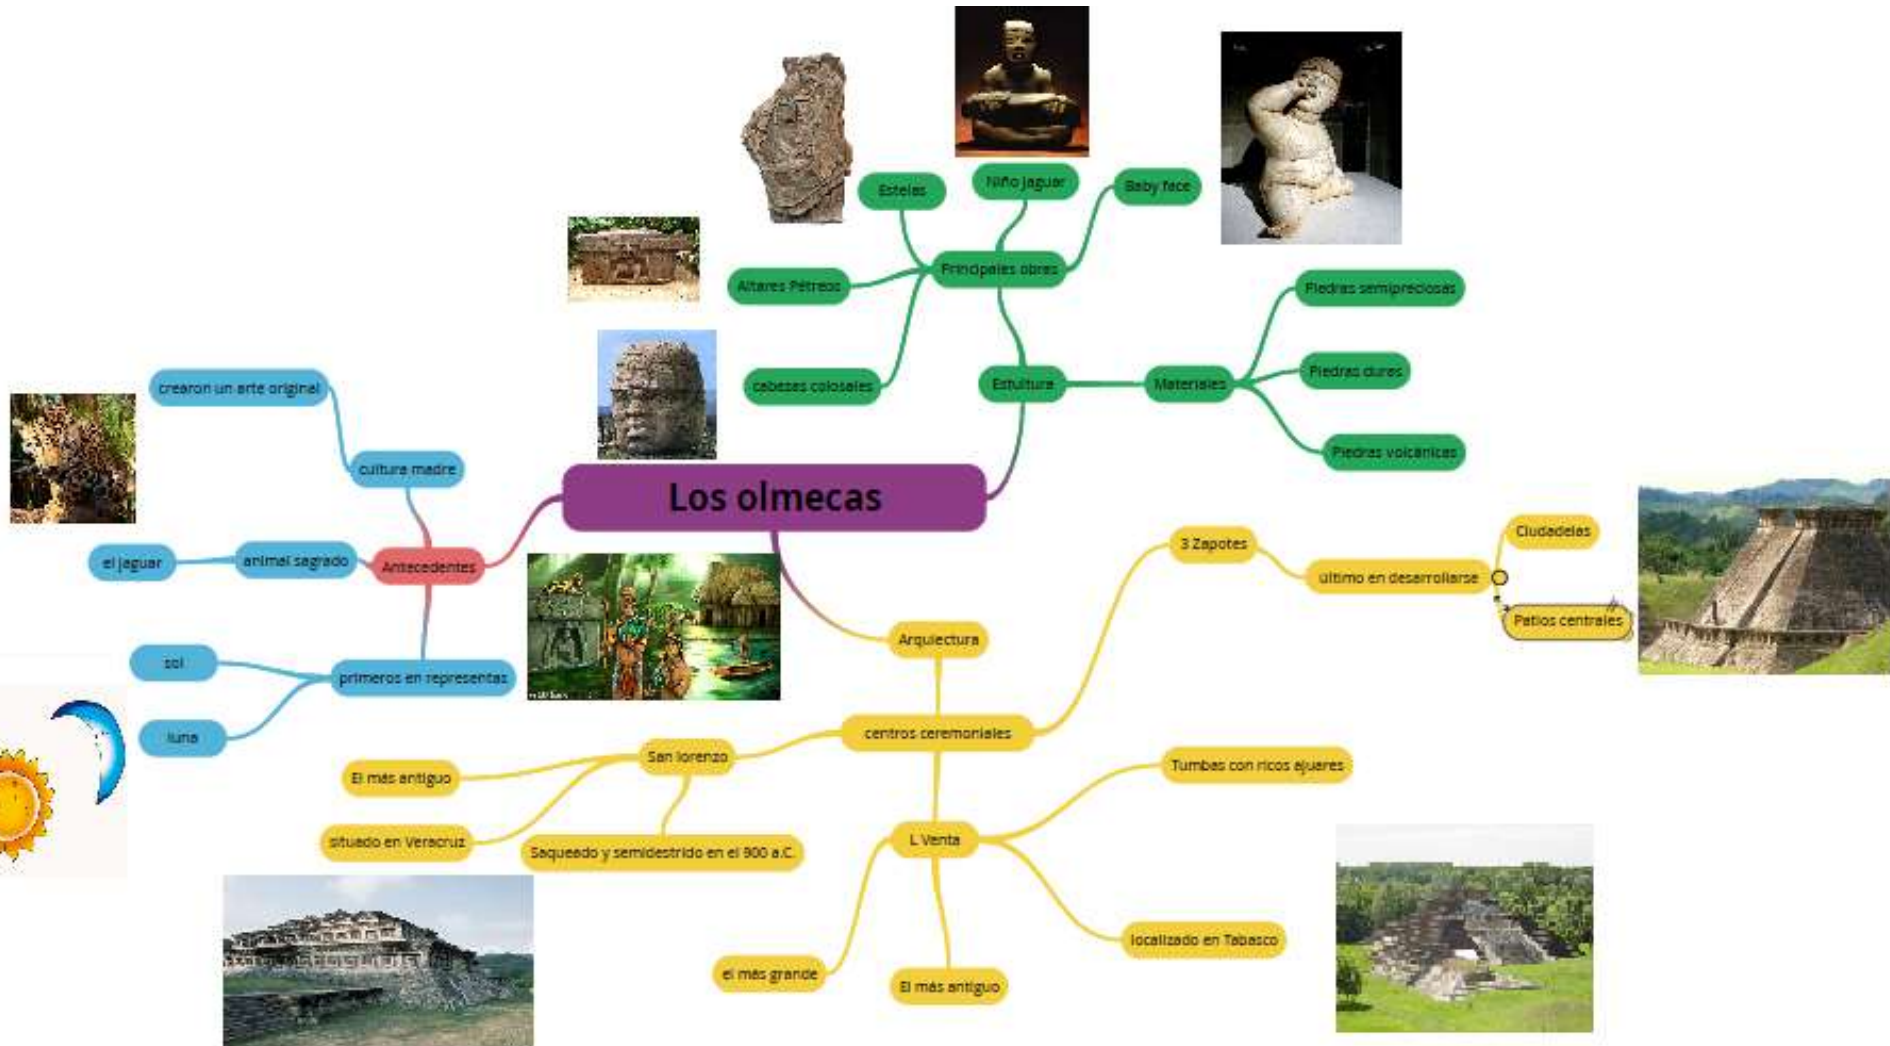 Los olmecas
Estultura
Principales obras
Estelas
Niño jaguar
Baby face
Altares Pétreos
cabezas colosales
Materiales
Piedras semipreciosas
Piedras duras
Piedras volcánicas
Antecedentes
cultura madre
crearon un arte original
animal sagrado
el jaguar
primeros en representas
sol
luna
Arquiectura
centros ceremoniales
3 Zapotes
último en desarrollarse
Ciudadelas
Patios centrales
San lorenzo
El más antiguo
situado en Veracruz
Saqueado y semidestrido en el 900 a.C.
L Venta
Tumbas con ricos ajuares
localizado en Tabasco
El más antiguo
el más grande